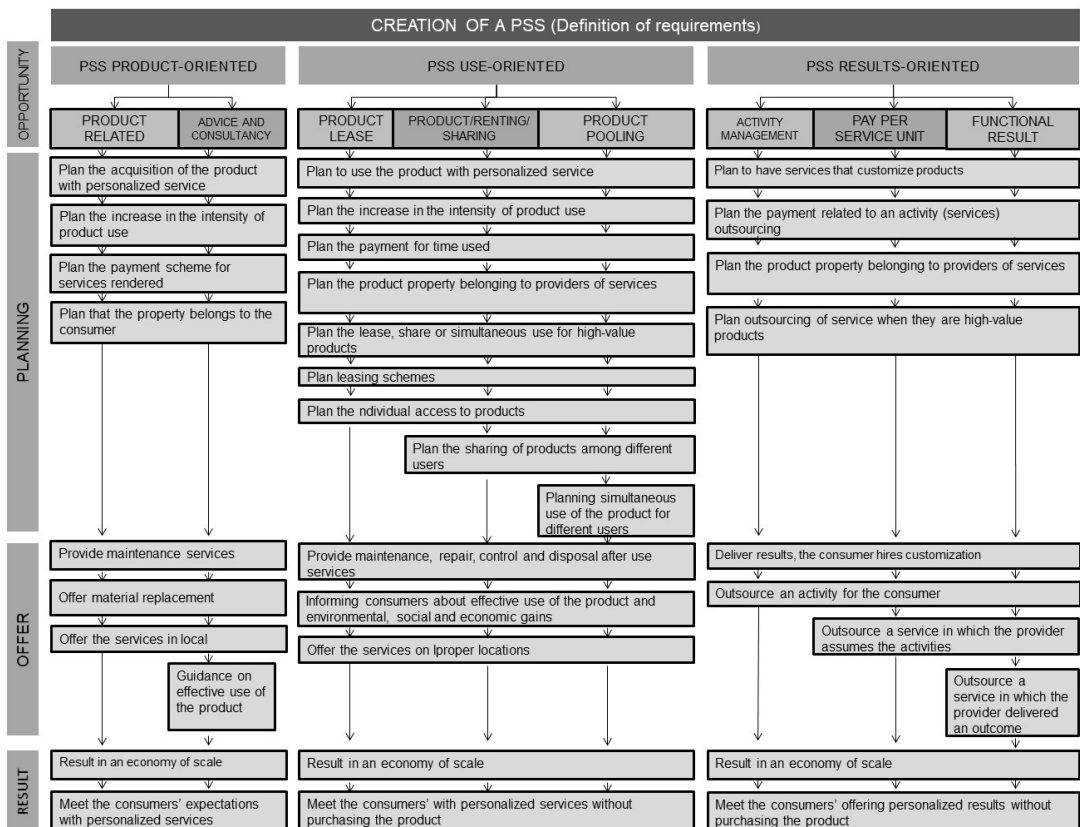 CREATION OF A PSS (Definition of requirements)
OPPORTUNITY
PSS PRODUCT-ORIENTED
PSS USE-ORIENTED
PSS RESULTS-ORIENTED
PRODUCT
RELATED
ADVICE AND
CONSULTANCY
PRODUCT
LEASE
PRODUCT/RENTING/
SHARING
PRODUCT
POOLING
ACTIVITY
MANAGEMENT
PAY PER
SERVICE UNIT
FUNCTIONAL
RESULT
PLANNING
Plan the acquisition of the product
with personalized service
Plan the increase in the intensity of
product use
Plan the payment scheme for
services rendered
Plan that the property belongs to the
consumer
Plan to use the product with personalized service
Plan the increase in the intensity of product use
Plan the payment for time used
Plan the product property belonging to providers of services
Plan the lease, share or simultaneous use for high-value
products
Plan leasing schemes
Plan the ndividual access to products
Plan the sharing of products among different
users
Planning simultaneous
use of the product for
different users
Plan to have services that customize products
Plan the payment related to an activity (services)
outsourcing
Plan the product property belonging to providers of services
Plan outsourcing of service when they are high-value
products
OFFER
Provide maintenance services
Offer material replacement
Offer the services in local
Guidance on
effective use of
the product
Provide maintenance, repair, control and disposal after use
services
Informing consumers about effective use of the product and
environmental, social and economic gains
Offer the services on lproper locations
Deliver results, the consumer hires customization
Outsource an activity for the consumer
Outsource a service in which the provider
assumes the activities
Outsource a
service in which the
provider delivered
an outcome
RESULT
Result in an economy of scale
Meet the consumers' expectations
with personalized services
Result in an economy of scale
Meet the consumers' with personalized services without
purchasing the product
Result in an economy of scale
Meet the consumers' offering personalized results without
purchasing the product